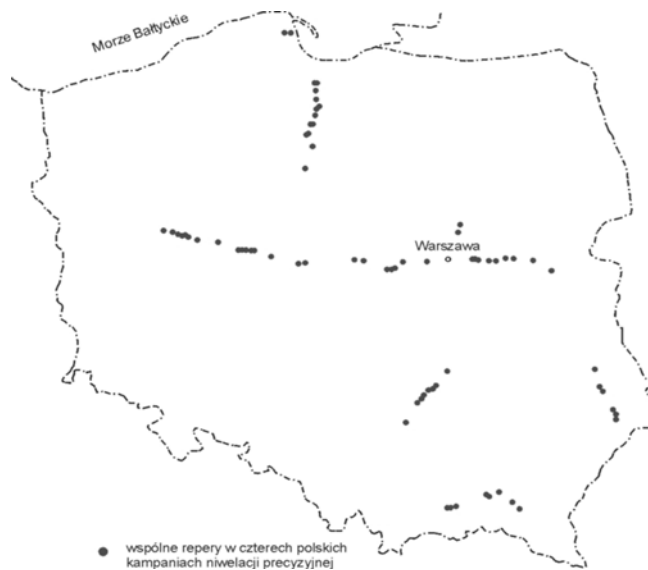 Morze Bałtyckie
Warszawa
wspólne repery w czterech polskich
kampaniach niwelacji precyzyjnej